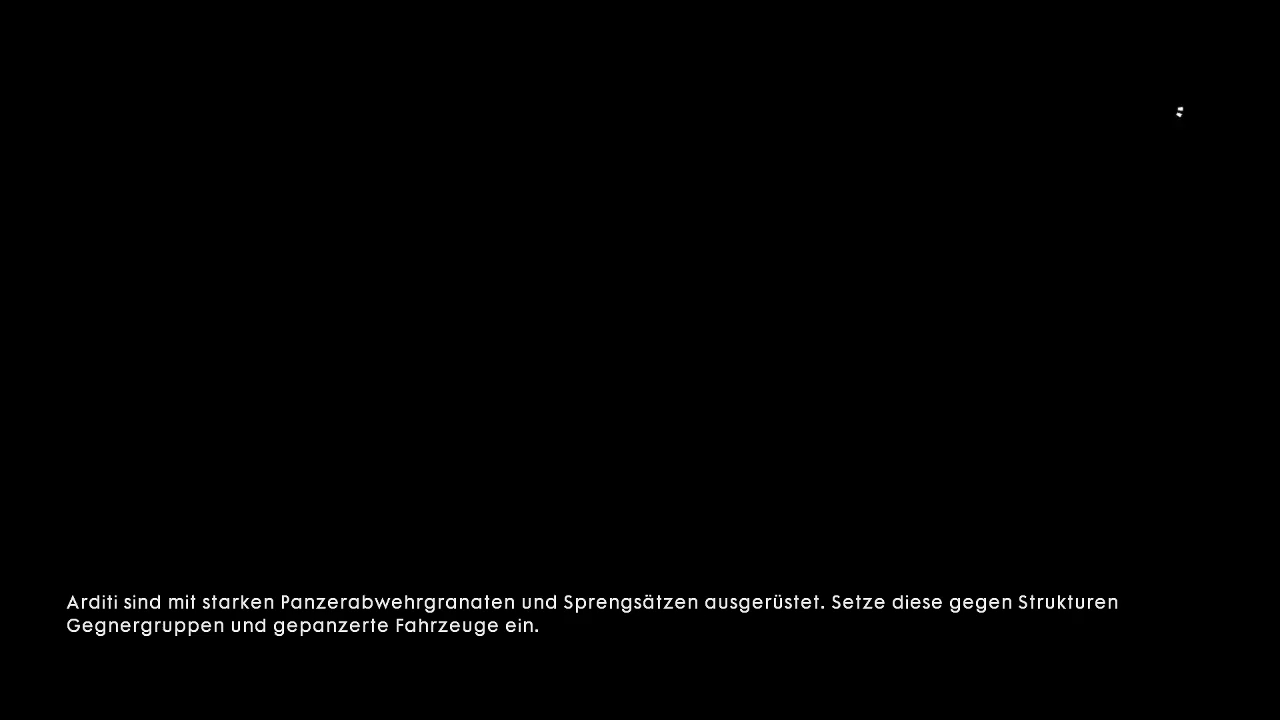 Arditi sind mit starken Panzerabwehrgranaten und Sprengsätzen ausgerüstet. Setze diese gegen Strukturen
Gegnergruppen und gepanzerte Fahrzeuge ein.